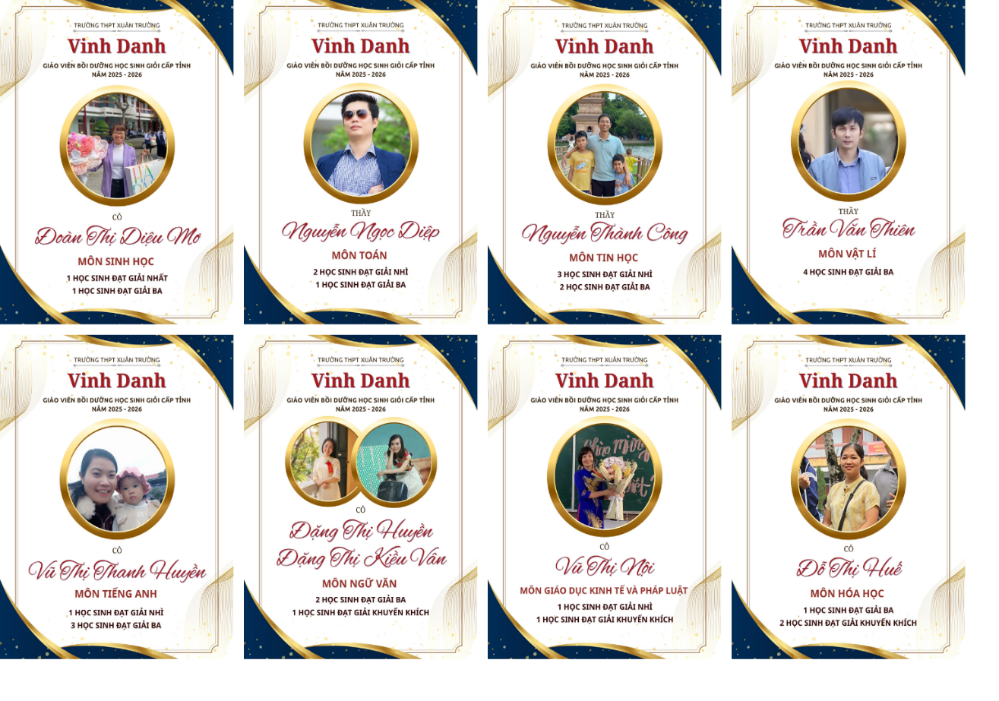 TRƯỜNG THPT XUÂN TRƯỜNG
Vinh Danh
GIÁO VIÊN BỒI DƯỠNG HỌC SINH GIỎI CẤP TỈNH
NĂM 2025 - 2026
CÔ
Đoàn Thị Diệu Mơ
MÔN SINH HỌC
1 HỌC SINH ĐẠT GIẢI NHẤT
1 HỌC SINH ĐẠT GIẢI BA
TRƯỜNG THPT XUÂN TRƯỜNG
Vinh Danh
GIÁO VIÊN BỒI DƯỠNG HỌC SINH GIỎI CẤP TỈNH
NĂM 2025 - 2026
THẦY
Nguyễn Ngọc Diệp
MÔN TOÁN
2 HỌC SINH ĐẠT GIẢI NHÌ
1 HỌC SINH ĐẠT GIẢI BA
TRƯỜNG THPT XUÂN TRƯỜNG
Vinh Danh
GIÁO VIÊN BỒI DƯỠNG HỌC SINH GIỎI CẤP TỈNH
NĂM 2025 - 2026
THẦY
Nguyễn Thành Công
MÔN TIN HỌC
3 HỌC SINH ĐẠT GIẢI NHÌ
2 HỌC SINH ĐẠT GIẢI BA
TRƯỜNG THPT XUÂN TRƯỜNG
Vinh Danh
GIÁO VIÊN BỒI DƯỠNG HỌC SINH GIỎI CẤP TỈNH
NĂM 2025 - 2026
THẦY
Trần Văn Thiên
MÔN VẬT LÍ
4 HỌC SINH ĐẠT GIẢI BA
TRƯỜNG THPT XUÂN TRƯỜNG
Vinh Danh
GIÁO VIÊN BỒI DƯỠNG HỌC SINH GIỎI CẤP TỈNH
NĂM 2025 - 2026
CÔ
Vũ Thị Thanh Huyền
MÔN TIẾNG ANH
1 HỌC SINH ĐẠT GIẢI NHÌ
3 HỌC SINH ĐẠT GIẢI BA
TRƯỜNG THPT XUÂN TRƯỜNG
Vinh Danh
GIÁO VIÊN BỒI DƯỠNG HỌC SINH GIỎI CẤP TỈNH
NĂM 2025 - 2026
CÔ
Đặng Thị Huyền
Đặng Thị Kiều Vân
MÔN NGỮ VĂN
2 HỌC SINH ĐẠT GIẢI BA
1 HỌC SINH ĐẠT GIẢI KHUYẾN KHÍCH
TRƯỜNG THPT XUÂN TRƯỜNG
Vinh Danh
GIÁO VIÊN BỒI DƯỠNG HỌC SINH GIỎI CẤP TỈNH
NĂM 2025 - 2026
CÔ
Vũ Thị Nội
MÔN GIÁO DỤC KINH TẾ VÀ PHÁP LUẬT
1 HỌC SINH ĐẠT GIẢI NHÌ
1 HỌC SINH ĐẠT GIẢI KHUYẾN KHÍCH
TRƯỜNG THPT XUÂN TRƯỜNG
Vinh Danh
GIÁO VIÊN BỒI DƯỠNG HỌC SINH GIỎI CẤP TỈNH
NĂM 2025 - 2026
CÔ
Đỗ Thị Huế
MÔN HÓA HỌC
1 HỌC SINH ĐẠT GIẢI BA
2 HỌC SINH ĐẠT GIẢI KHUYẾN KHÍCH